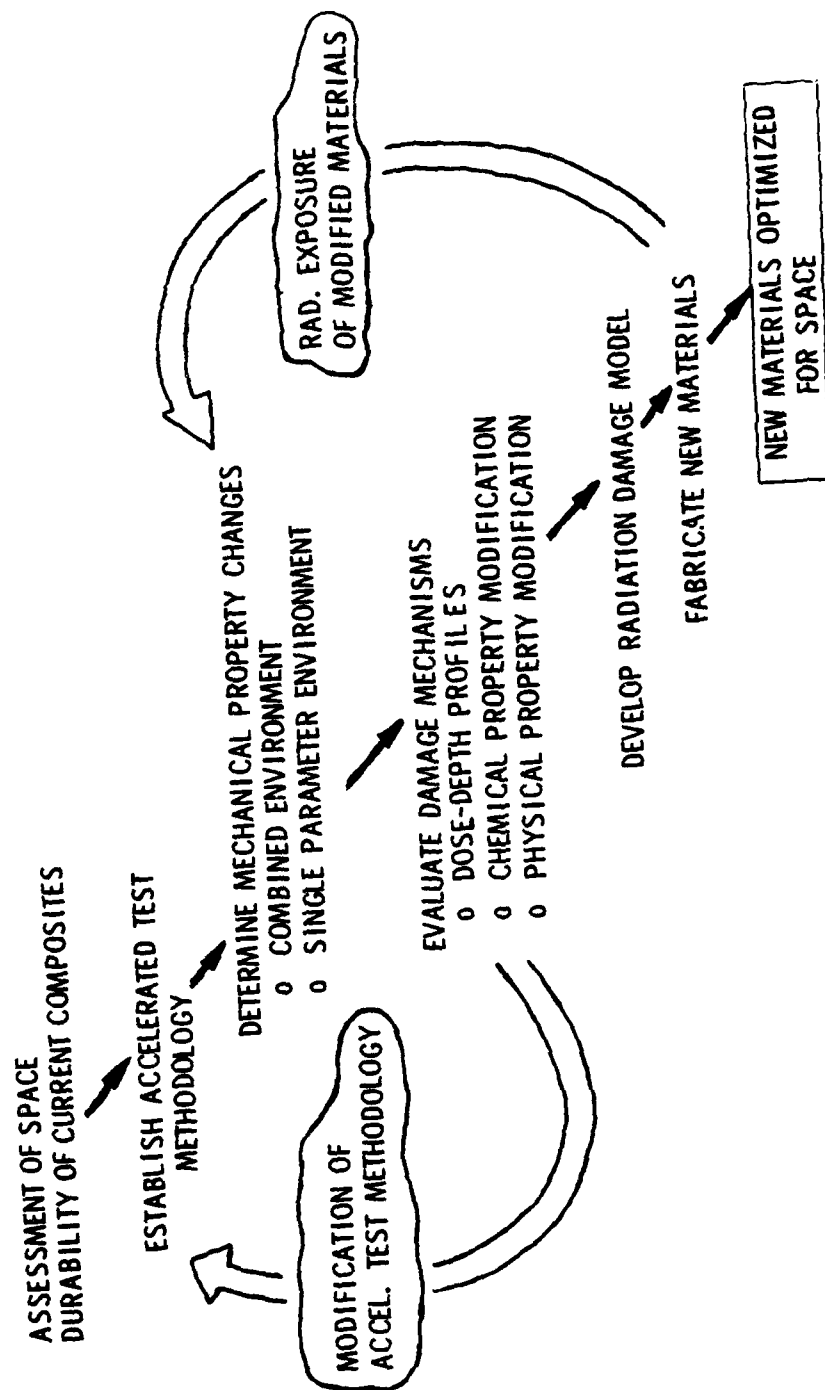 ASSESSMENT OF SPACE
DURABILITY OF CURRENT COMPOSITES
ESTABLISH ACCELERATED TEST
METHODOLOGY
DETERMINE MECHANICAL PROPERTY CHANGES
o COMBINED ENVIRONMENT
o SINGLE PARAMETER ENVIRONMENT
RAD. EXPOSURE
OF MODIFIED MATERIALS
MODIFICATION OF
ACCEL. TEST METHODOLOGY
EVALUATE DAMAGE MECHANISMS
o DOSE-DEPTH PROFILES
o CHEMICAL PROPERTY MODIFICATION
o PHYSICAL PROPERTY MODIFICATION
DEVELOP RADIATION DAMAGE MODEL
FABRICATE NEW MATERIALS
NEW MATERIALS OPTIMIZED
FOR SPACE